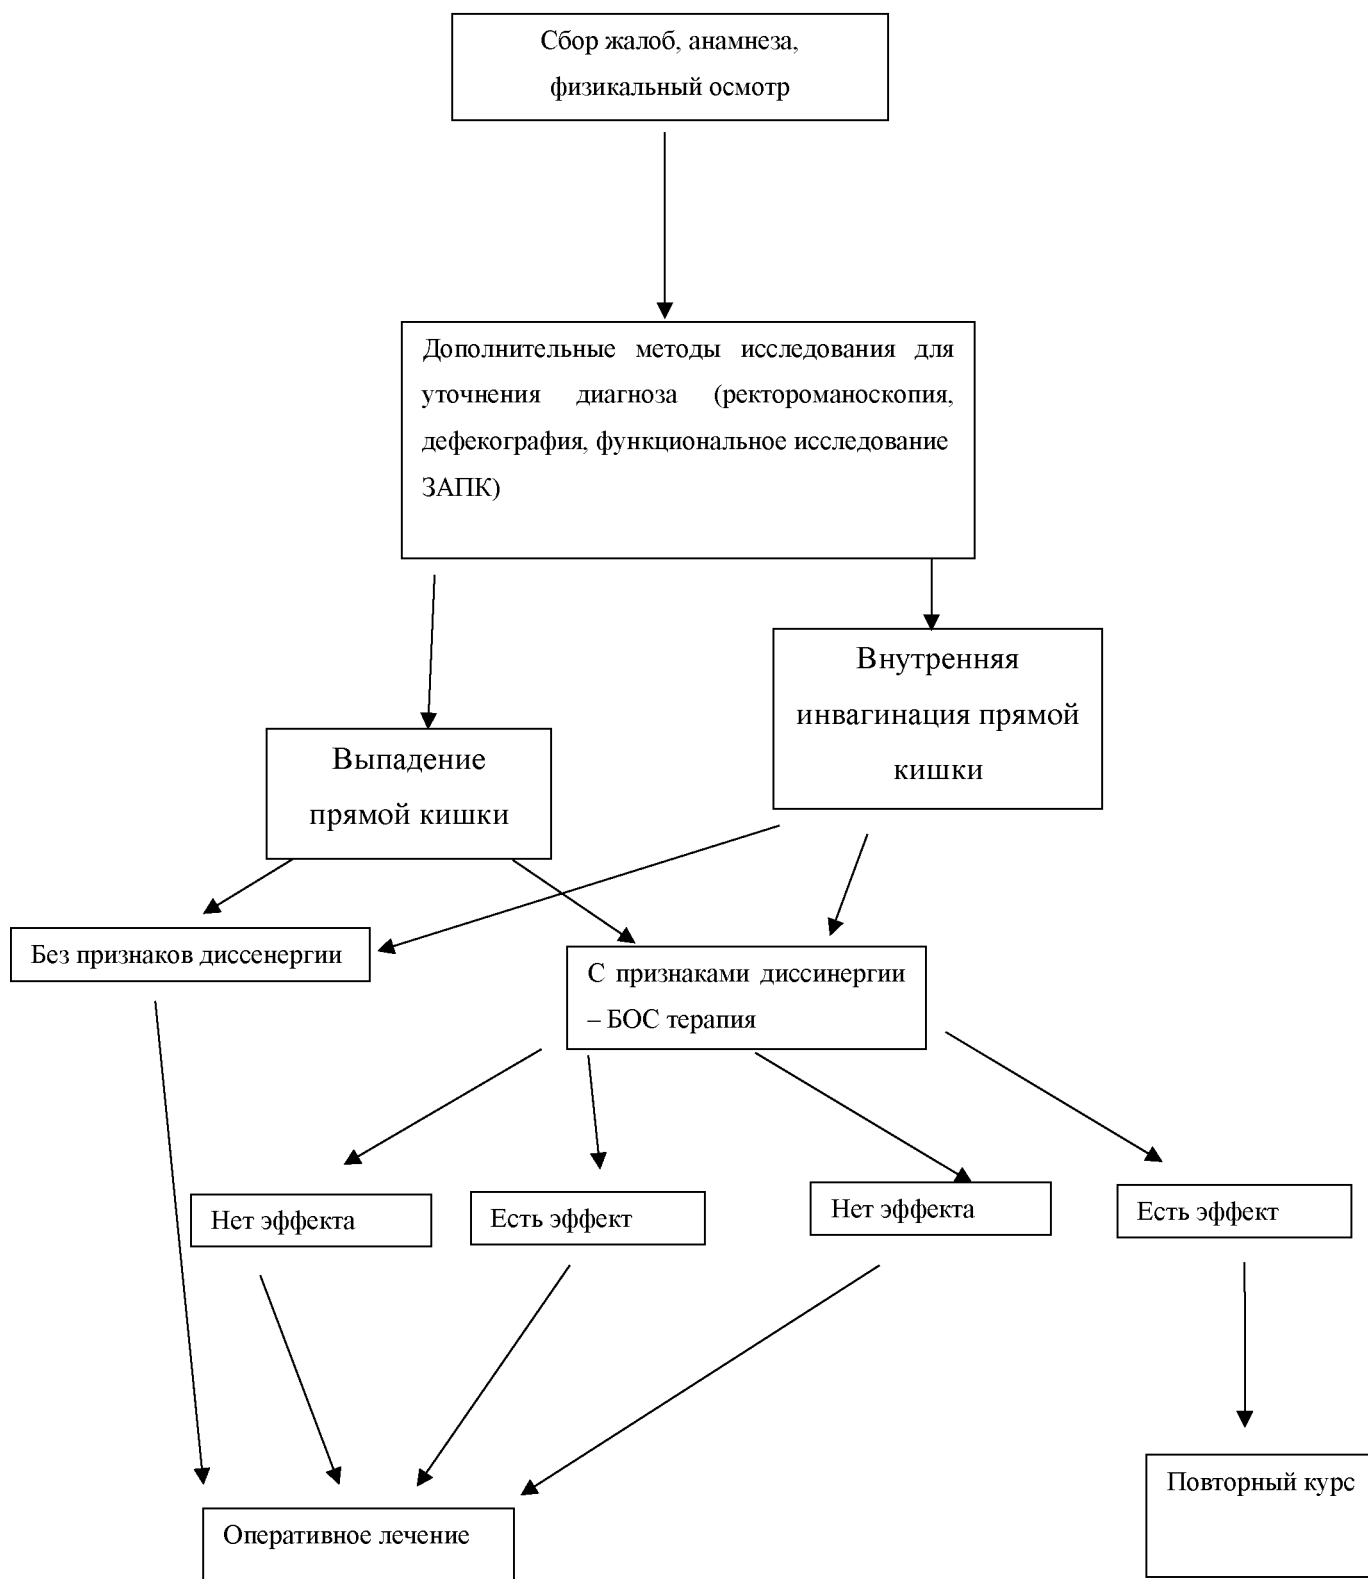 Сбор жалоб, анамнеза,
физикальный осмотр
Дополнительные методы исследования для
уточнения диагноза (ректороманоскопия,
дефекография, функциональное исследование
ЗАПК)
Внутренняя
инвагинация прямой
кишки
Выпадение
прямой кишки
Без признаков диссенергии
С признаками диссинергии
– БОС терапия
Нет эффекта
Есть эффект
Нет эффекта
Есть эффект
Повторный курс
Оперативное лечение